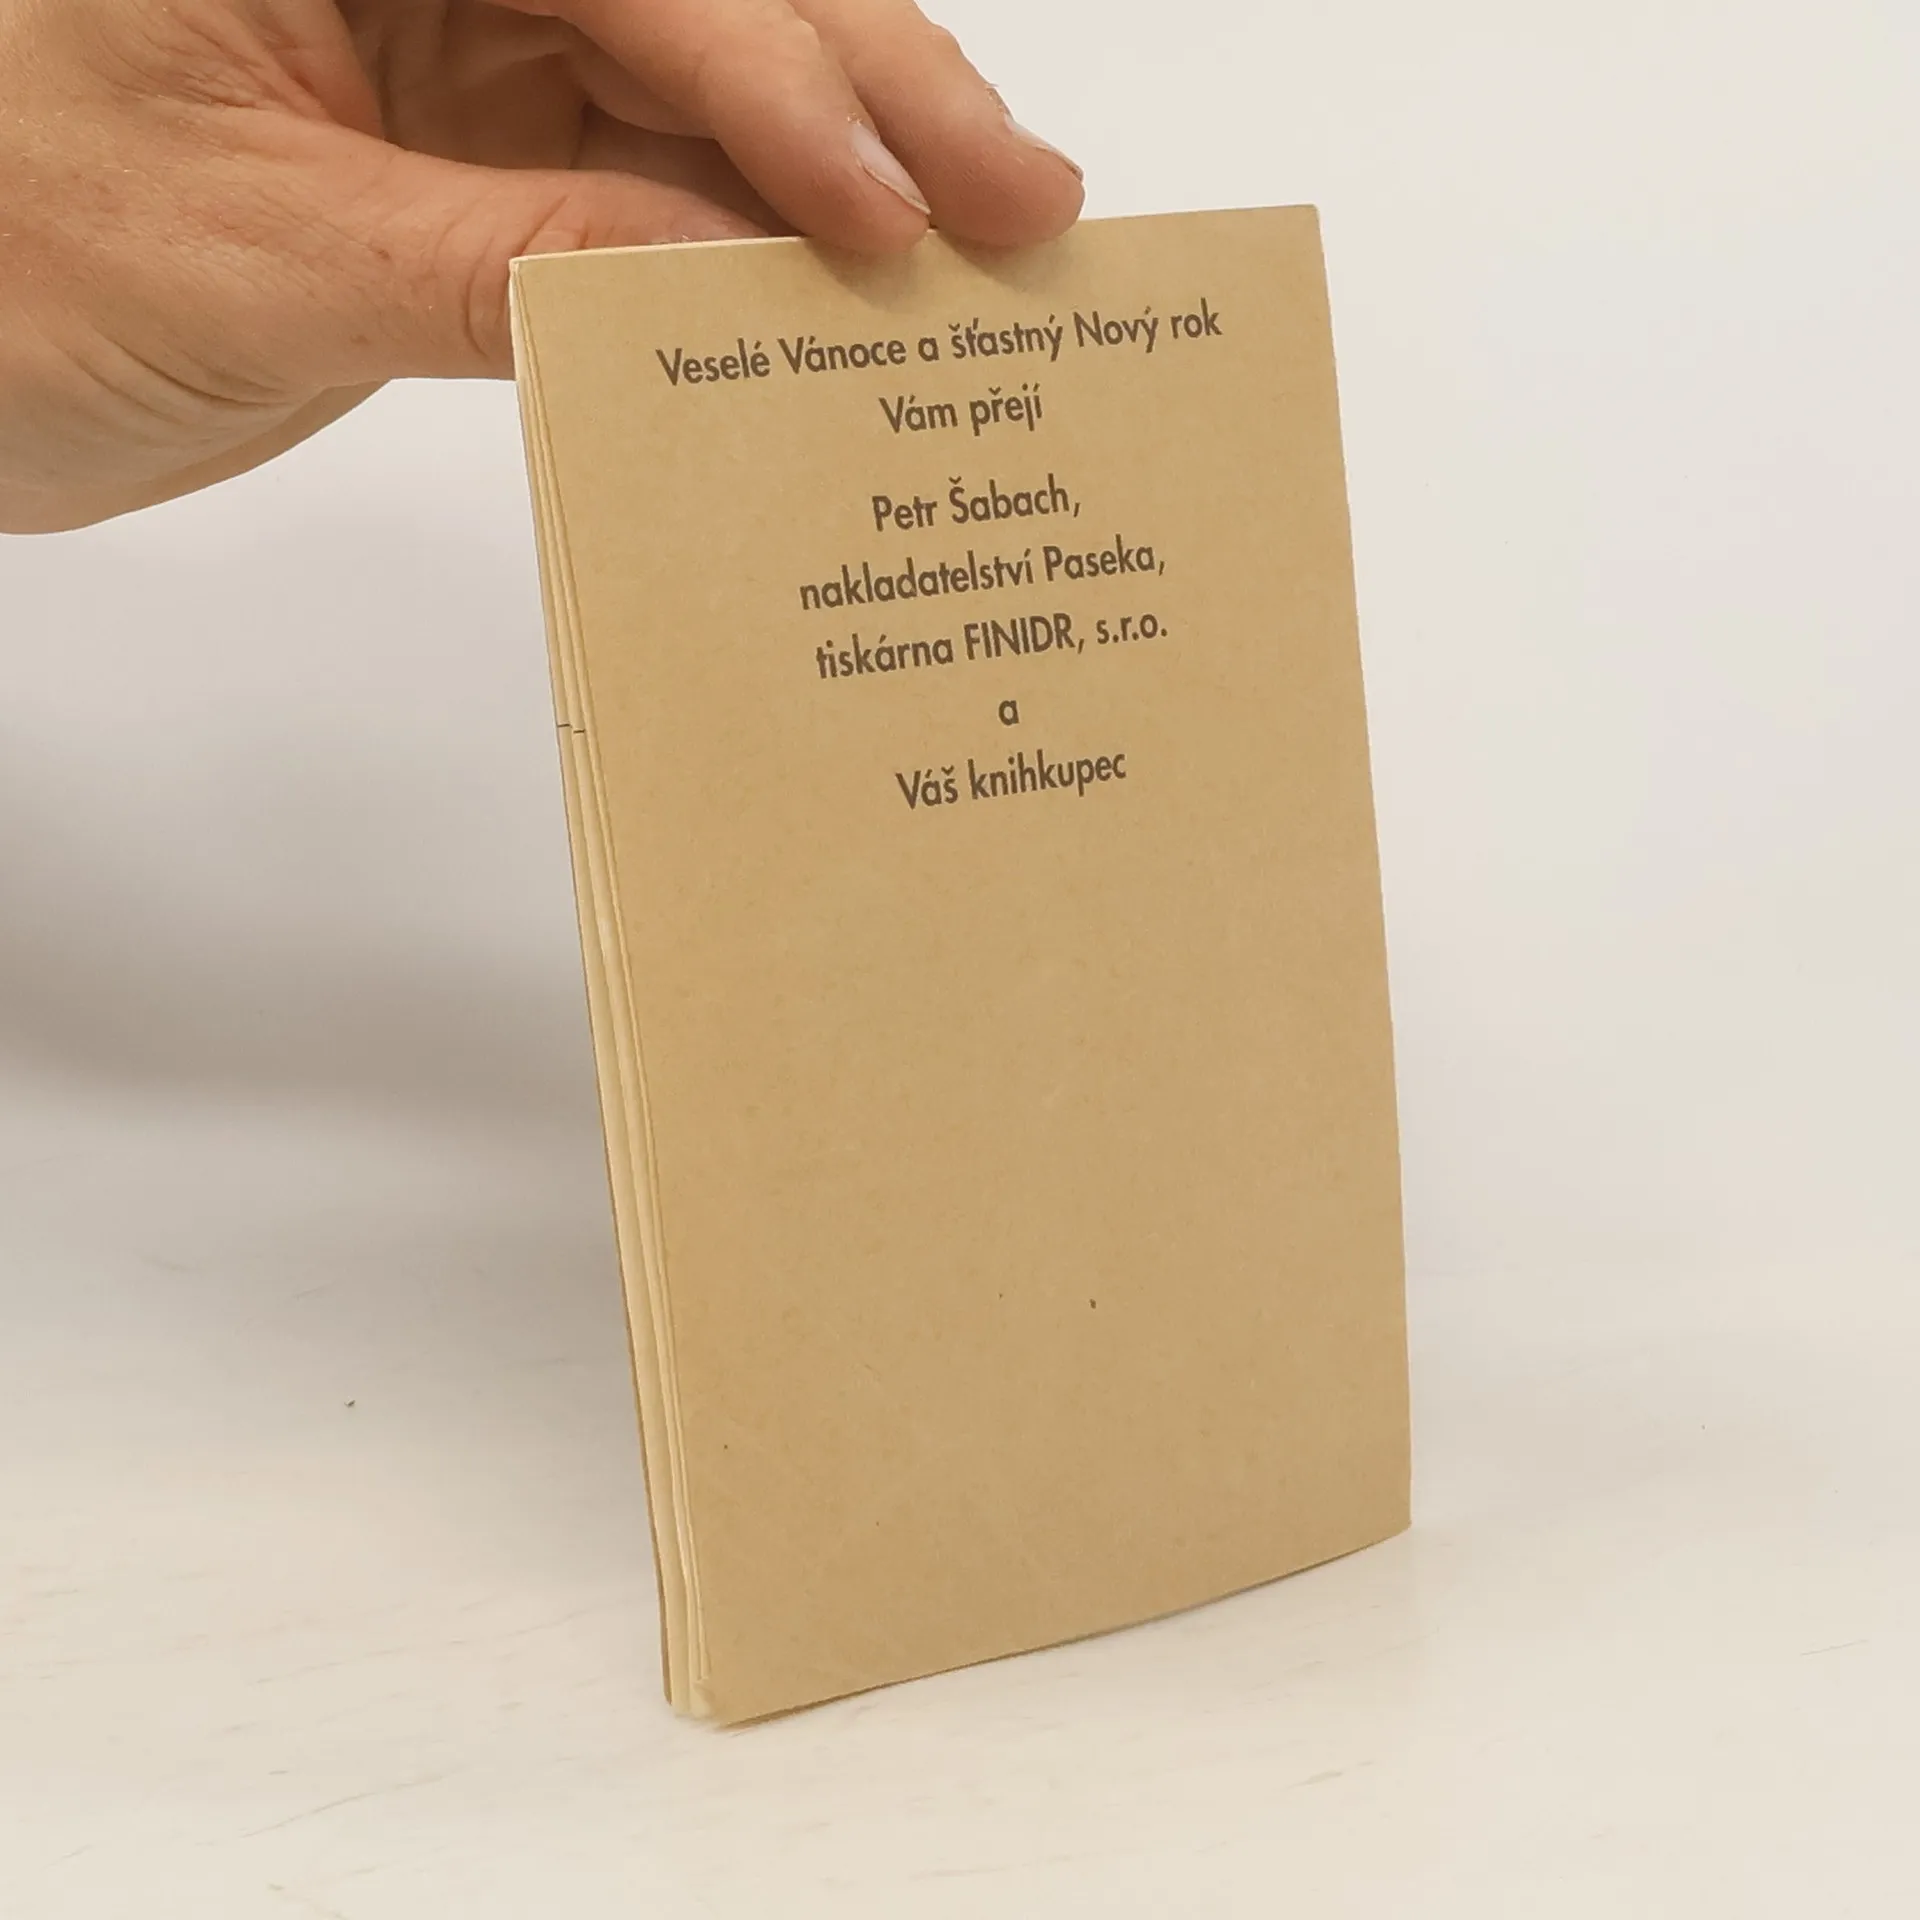 Veselé Vánoce a šťastný Nový rok
Vám přejí
Petr Šabach,
nakladatelství Paseka,
tiskárna FINIDR, s.r.o.
a
Váš knihkupec